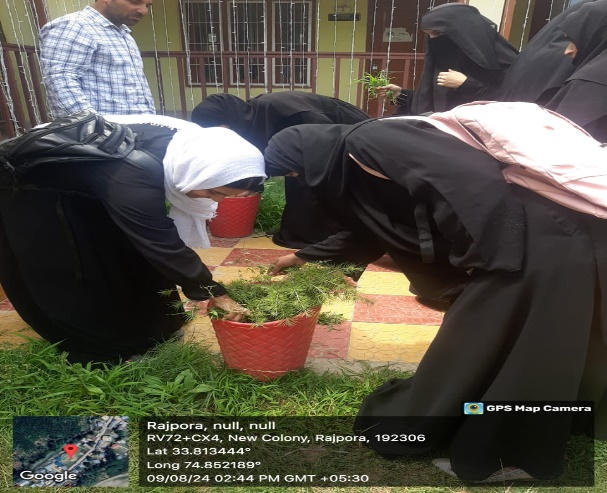 GPS Map Camera
Rajpora, null, null
RV72+CX4, New Colony, Rajpora, 192306
Lat 33.813444°
Long 74.852189°
09/08/24 02:44 PM GMT +05:30
Google